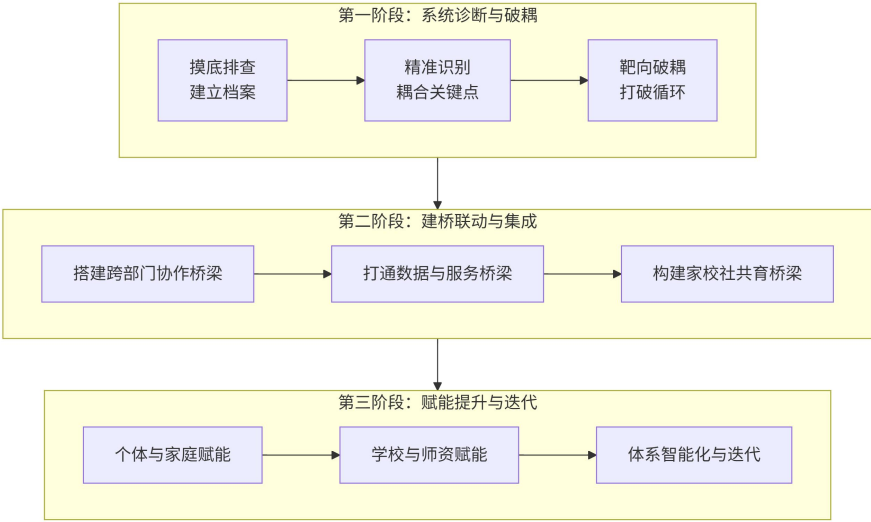 第一阶段：系统诊断与破耦
摸底排查
建立档案
精准识别
耦合关键点
靶向破耦
打破循环
第二阶段：建桥联动与集成
搭建跨部门协作桥梁
打通数据与服务桥梁
构建家校社共育桥梁
第三阶段：赋能提升与迭代
个体与家庭赋能
学校与师资赋能
体系智能化与迭代